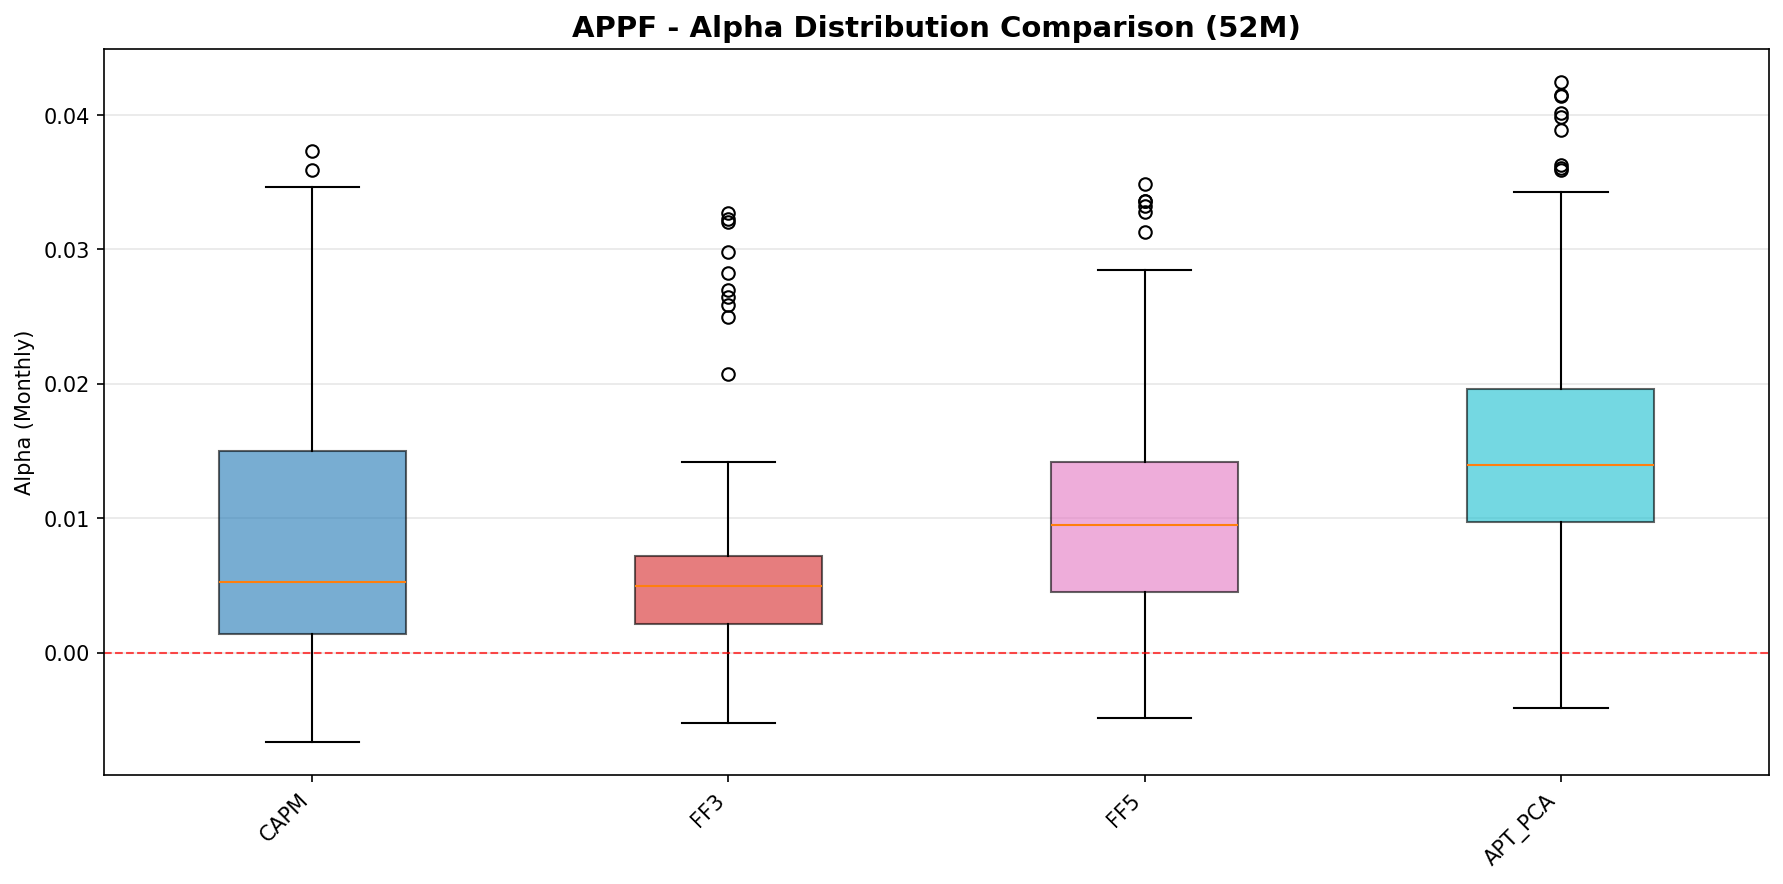 APPF - Alpha Distribution Comparison (52M)
Alpha (Monthly)
0.04
0.03
0.02
0.01
0.00
CAPM
FF3
FF5
APT_PCA